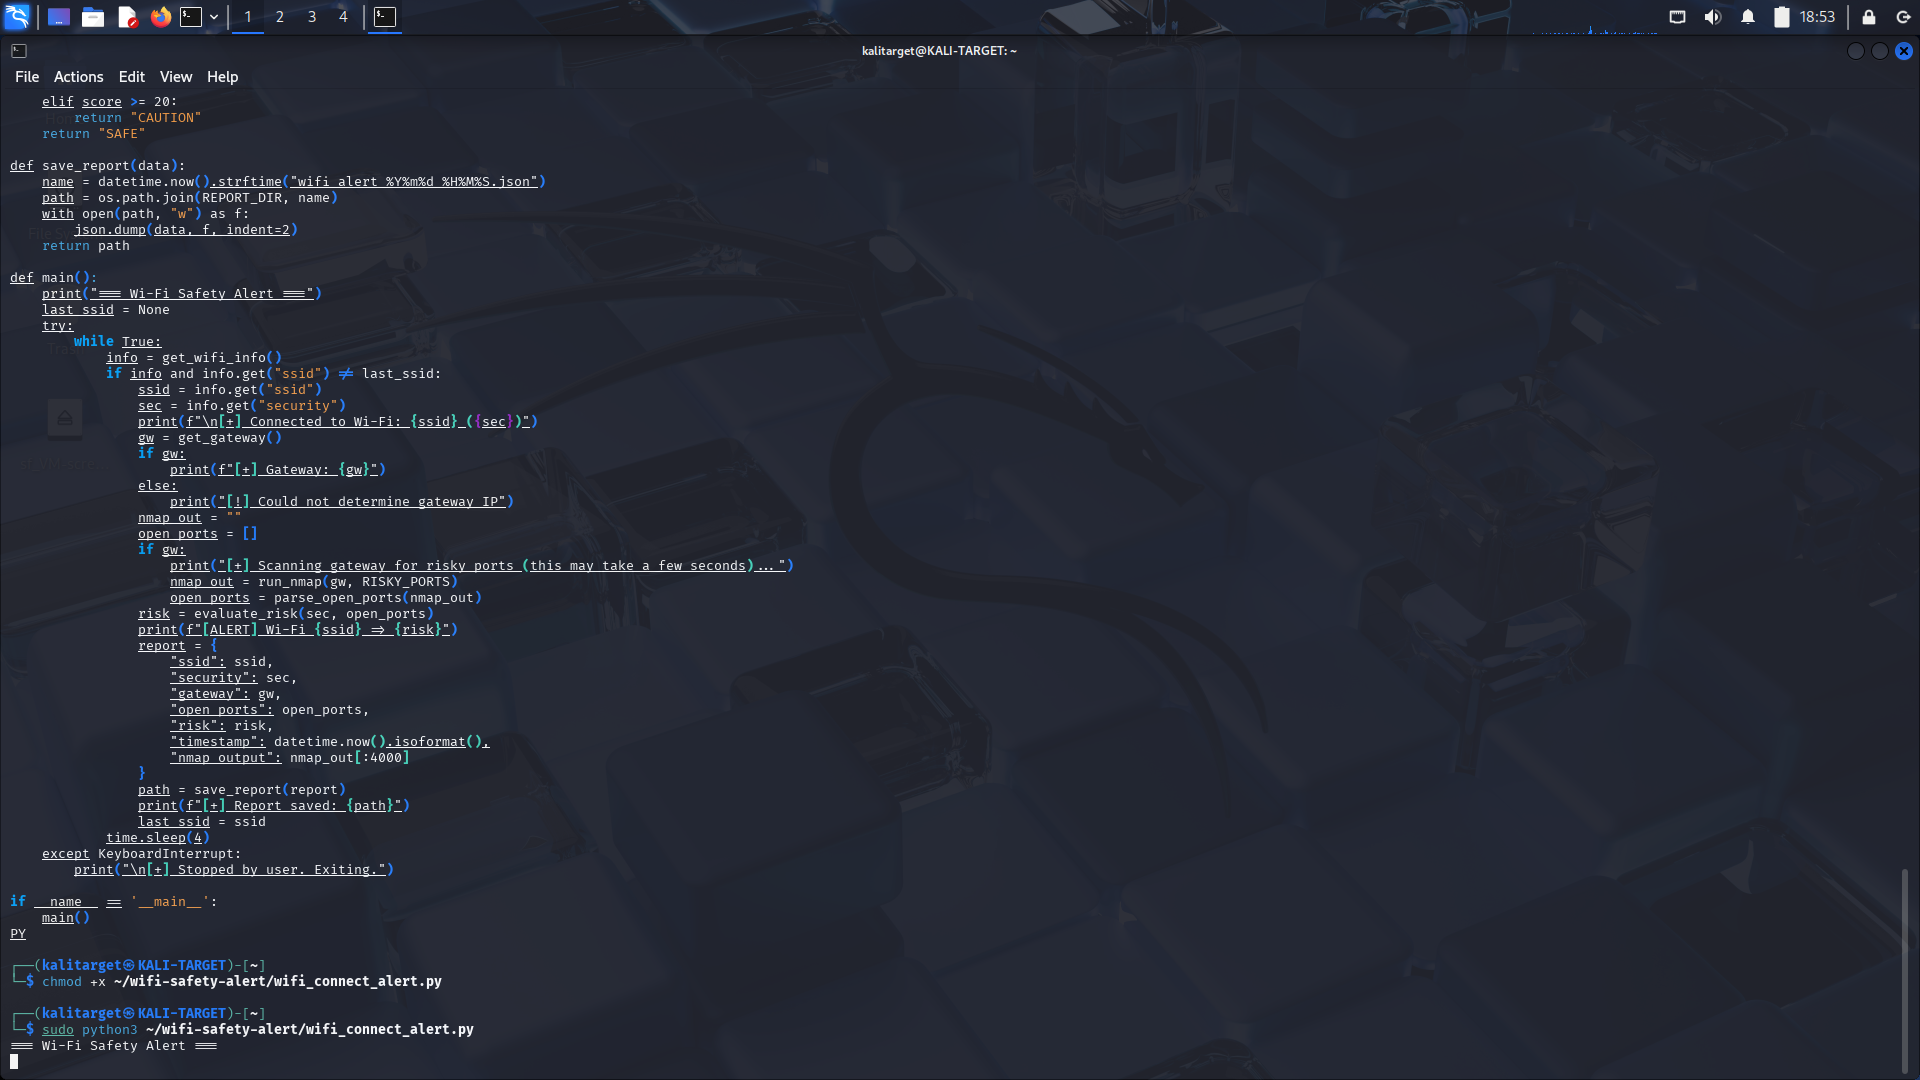 1 2 3 4
18:53
kalitarget@KALI-TARGET: ~
File Actions Edit View Help
    elif score >= 20:
        return "CAUTION"
    return "SAFE"
def save_report(data):
    name = datetime.now().strftime("wifi_alert_%Y%m%d_%H%M%S.json")
    path = os.path.join(REPORT_DIR, name)
    with open(path, "w") as f:
        json.dump(data, f, indent=2)
    return path
def main():
    print("=== Wi-Fi Safety Alert ===")
    last_ssid = None
    try:
        while True:
            info = get_wifi_info()
            if info and info.get("ssid") != last_ssid:
                ssid = info.get("ssid")
                sec = info.get("security")
                print(f"\n[+] Connected to Wi-Fi: {ssid} ({sec})")
                gw = get_gateway()
                if gw:
                    print(f"[+] Gateway: {gw}")
                else:
                    print("[!] Could not determine gateway IP")
                nmap_out = ""
                open_ports = []
                if gw:
                    print("[+] Scanning gateway for risky ports (this may take a few seconds)...")
                    nmap_out = run_nmap(gw, RISKY_PORTS)
                    open_ports = parse_open_ports(nmap_out)
                risk = evaluate_risk(sec, open_ports)
                print(f"[ALERT] Wi-Fi {ssid} => {risk}")
                report = {
                    "ssid": ssid,
                    "security": sec,
                    "gateway": gw,
                    "open_ports": open_ports,
                    "risk": risk,
                    "timestamp": datetime.now().isoformat(),
                    "nmap_output": nmap_out[:4000]
                }
                path = save_report(report)
                print(f"[+] Report saved: {path}")
                last_ssid = ssid
            time.sleep(4)
    except KeyboardInterrupt:
        print("\n[+] Stopped by user. Exiting.")
if __name__ == '__main__':
    main()
PY
┌──(kalitarget㉿KALI-TARGET)-[~]
└─$ chmod +x ~/wifi-safety-alert/wifi_connect_alert.py
┌──(kalitarget㉿KALI-TARGET)-[~]
└─$ sudo python3 ~/wifi-safety-alert/wifi_connect_alert.py
=== Wi-Fi Safety Alert ===